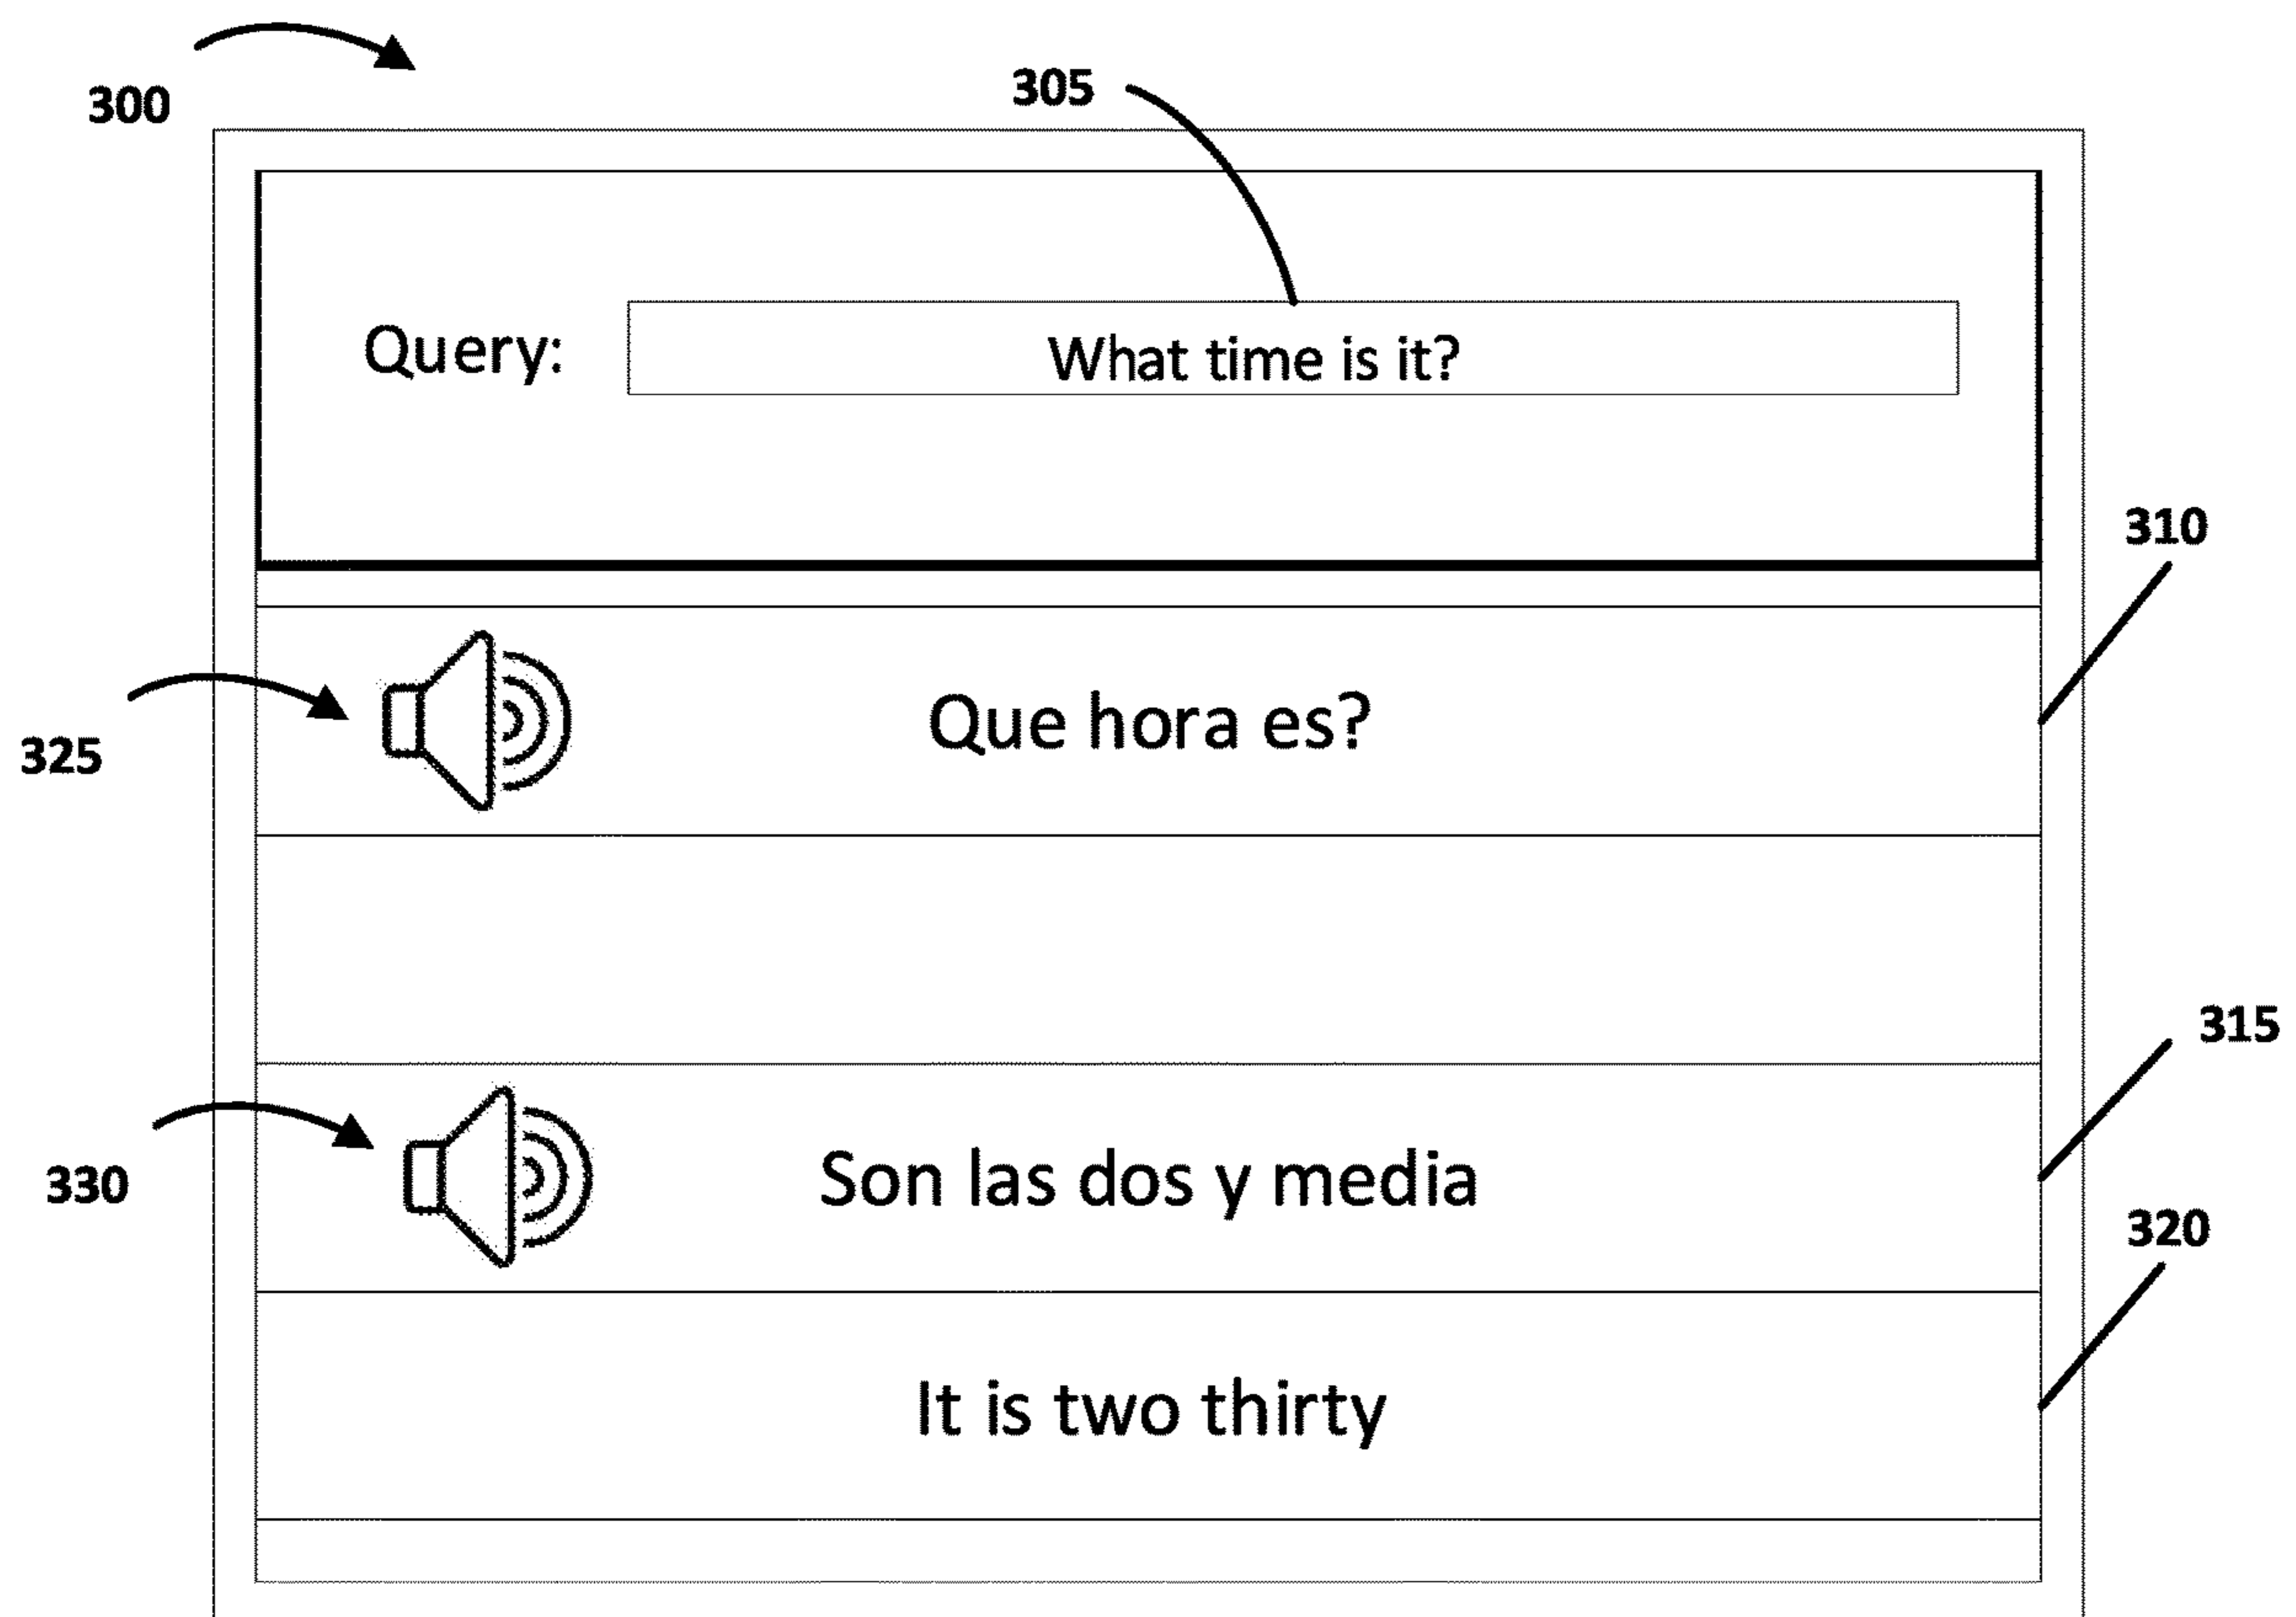 300
305
Query: What time is it?
310
325
Que hora es?
315
330
Son las dos y media
320
It is two thirty